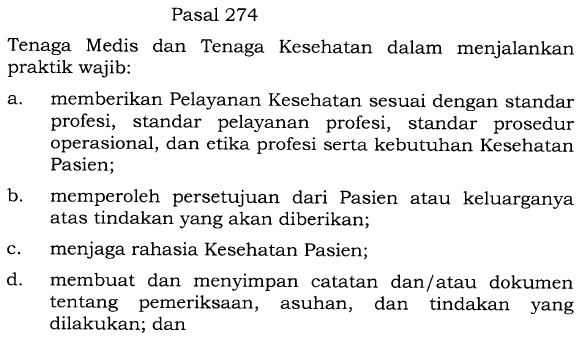 Pasal 274
Tenaga Medis dan Tenaga Kesehatan dalam menjalankan
praktik wajib:
a. memberikan Pelayanan Kesehatan sesuai dengan standar
profesi, standar pelayanan profesi, standar prosedur
operasional, dan etika profesi serta kebutuhan Kesehatan
Pasien;
b. memperoleh persetujuan dari Pasien atau keluarganya
atas tindakan yang akan diberikan;
c. menjaga rahasia Kesehatan Pasien;
d. membuat dan menyimpan catatan dan/atau dokumen
tentang pemeriksaan, asuhan, dan tindakan yang
dilakukan; dan